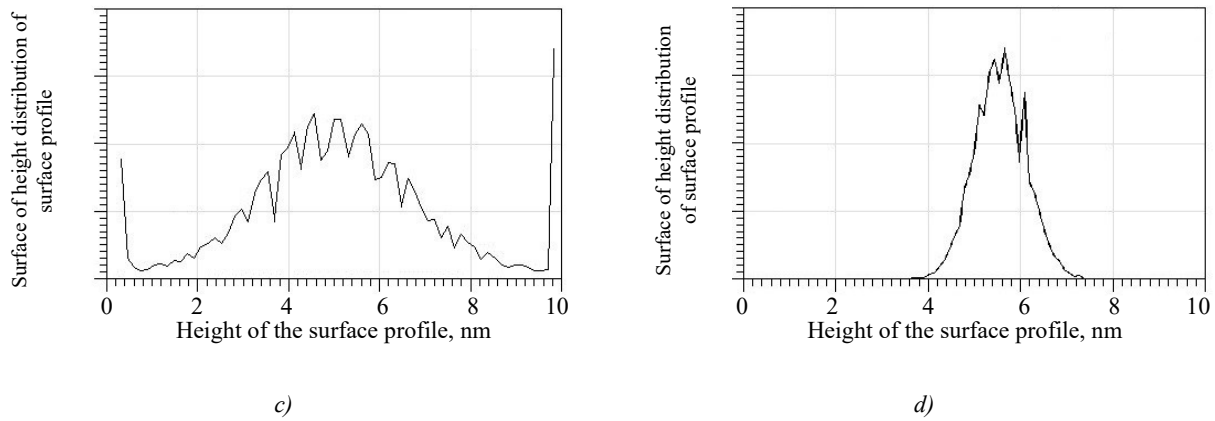 Surface of height distribution of
surface profile
0 2 4 6 8 10
Height of the surface profile, nm
c)
Surface of height distribution
of surface profile
0 2 4 6 8 10
Height of the surface profile, nm
d)